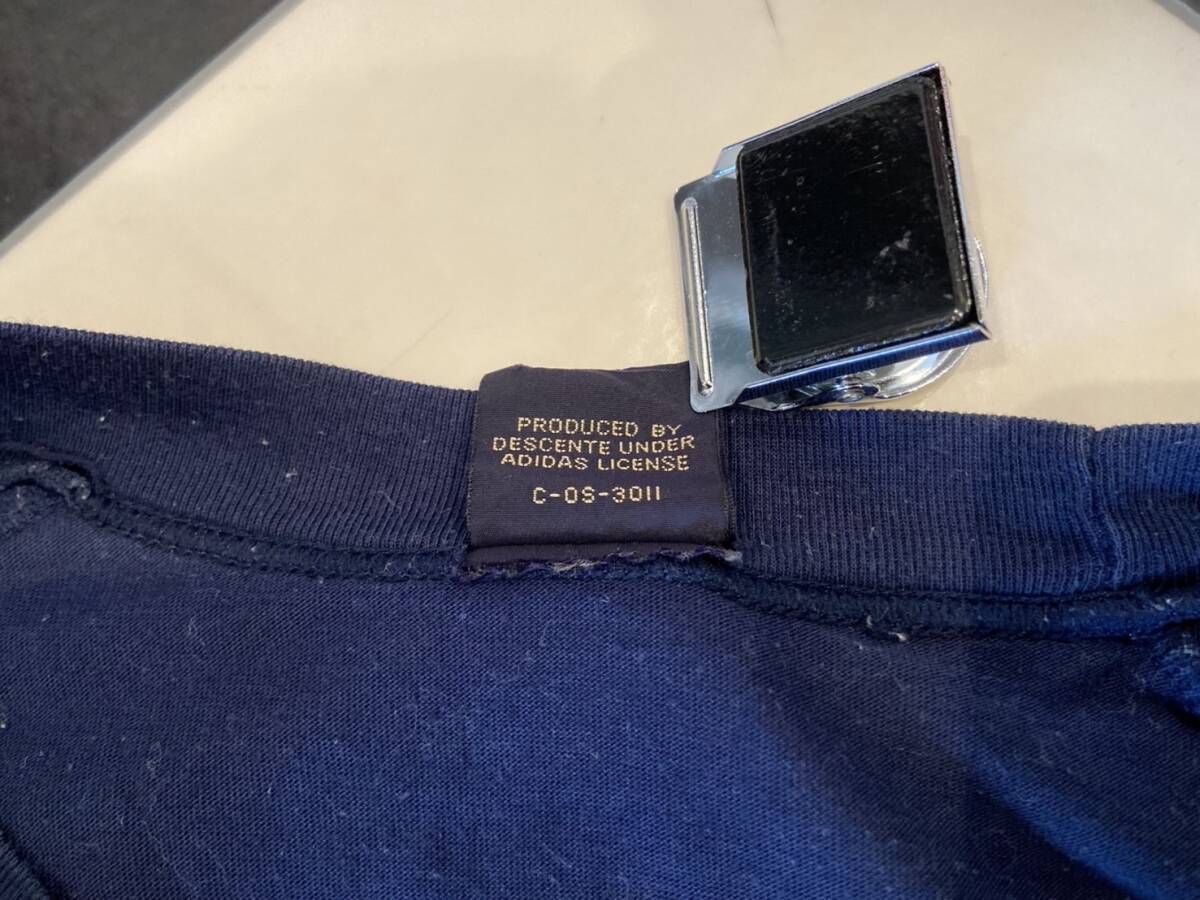 PRODUCED BY
DESCENTE UNDER
ADIDAS LICENSE
C-OS-3011